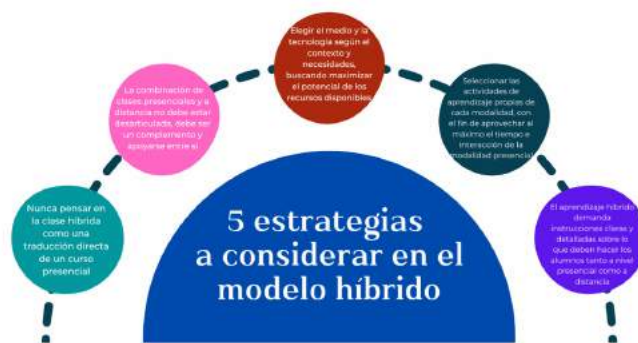 Elegir el medio y la
tecnología según el
contexto y
necesidades,
buscando maximizar
el potencial de los
recursos disponibles
La combinación de
clases presenciales y a
distancia no debe estar
desarticulada, debe ser
un complemento y
apoyarse entre sí
Seleccionar las
actividades de
aprendizaje propias de
cada modalidad, con
el fin de aprovechar al
máximo el tiempo e
interacción de la
modalidad presencial
Nunca pensar en
la clase híbrida
como una
traducción directa
de un curso
presencial
5 estrategias
a considerar en el
modelo híbrido
El aprendizaje híbrido
demanda
instrucciones claras y
detalladas sobre lo
que deben hacer los
alumnos tanto a nivel
presencial como a
distancia